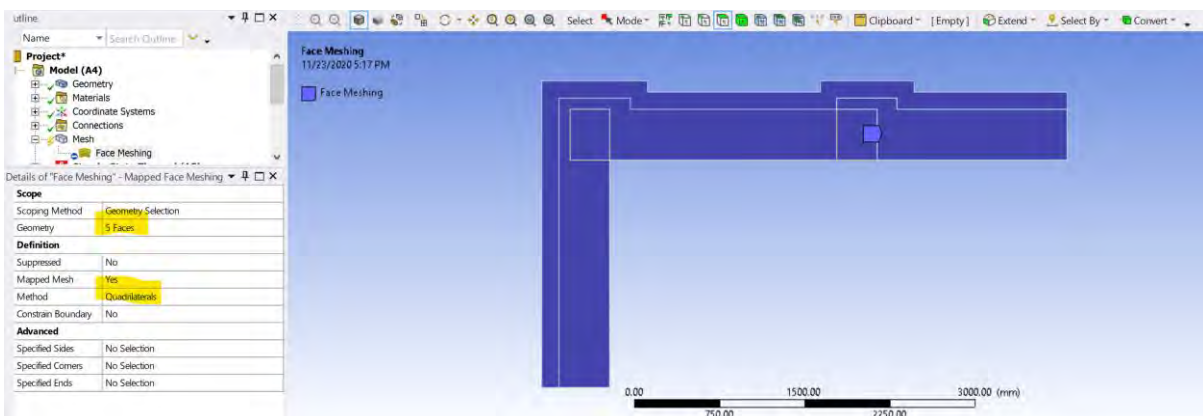 utline
Name Search Outline
Project*
Model (A4)
Geometry
Materials
Coordinate Systems
Connections
Mesh
Face Meshing
Details of "Face Meshing" - Mapped Face Meshing
Scope
Scoping Method Geometry Selection
Geometry 5 Faces
Definition
Suppressed No
Mapped Mesh Yes
Method Quadrilaterals
Constrain Boundary No
Advanced
Specified Sides No Selection
Specified Corners No Selection
Specified Ends No Selection
Select Mode Clipboard [Empty] Extend Select By Convert
Face Meshing
11/23/2020 5:17 PM
Face Meshing
0.00 1500.00 3000.00 (mm)
750.00 2250.00